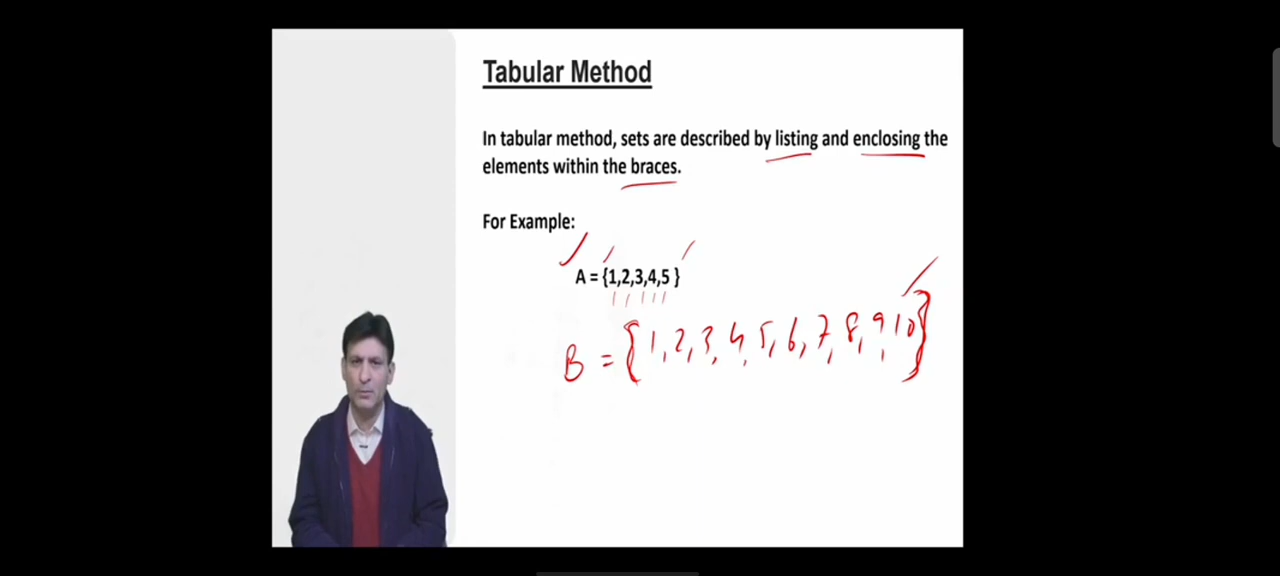 Tabular Method
In tabular method, sets are described by listing and enclosing the
elements within the braces.
For Example:
A = {1,2,3,4,5 }
B = {1, 2, 3, 4, 5, 6, 7, 8, 9, 10}